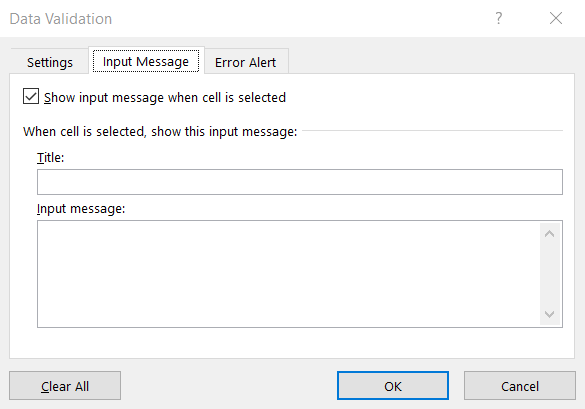 Data Validation ?
Settings Input Message Error Alert
Show input message when cell is selected
When cell is selected, show this input message:
Title:
Input message:
Clear All OK Cancel